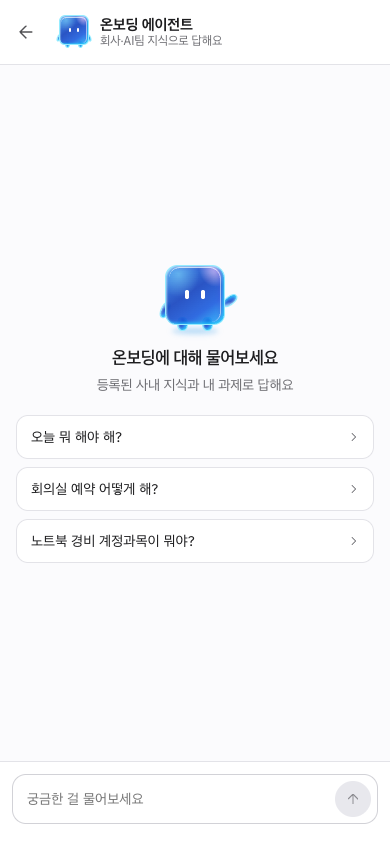 온보딩 에이전트
회사·AI팀 지식으로 답해요
온보딩에 대해 물어보세요
등록된 사내 지식과 내 과제로 답해요
오늘 뭐 해야 해?
회의실 예약 어떻게 해?
노트북 경비 계정과목이 뭐야?
궁금한 걸 물어보세요